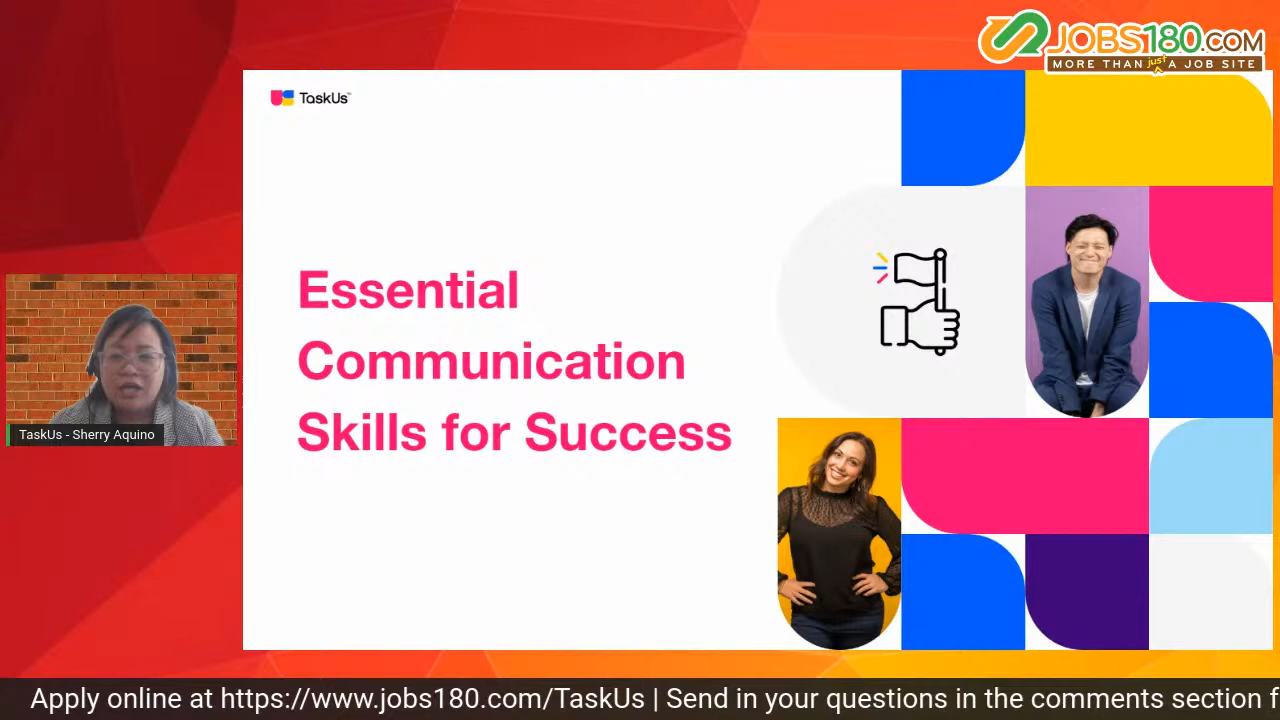 JOBS180.COM
MORE THAN just A JOB SITE
TaskUs™
Essential
Communication
Skills for Success
TaskUs - Sherry Aquino
Apply online at https://www.jobs180.com/TaskUs | Send in your questions in the comments section f